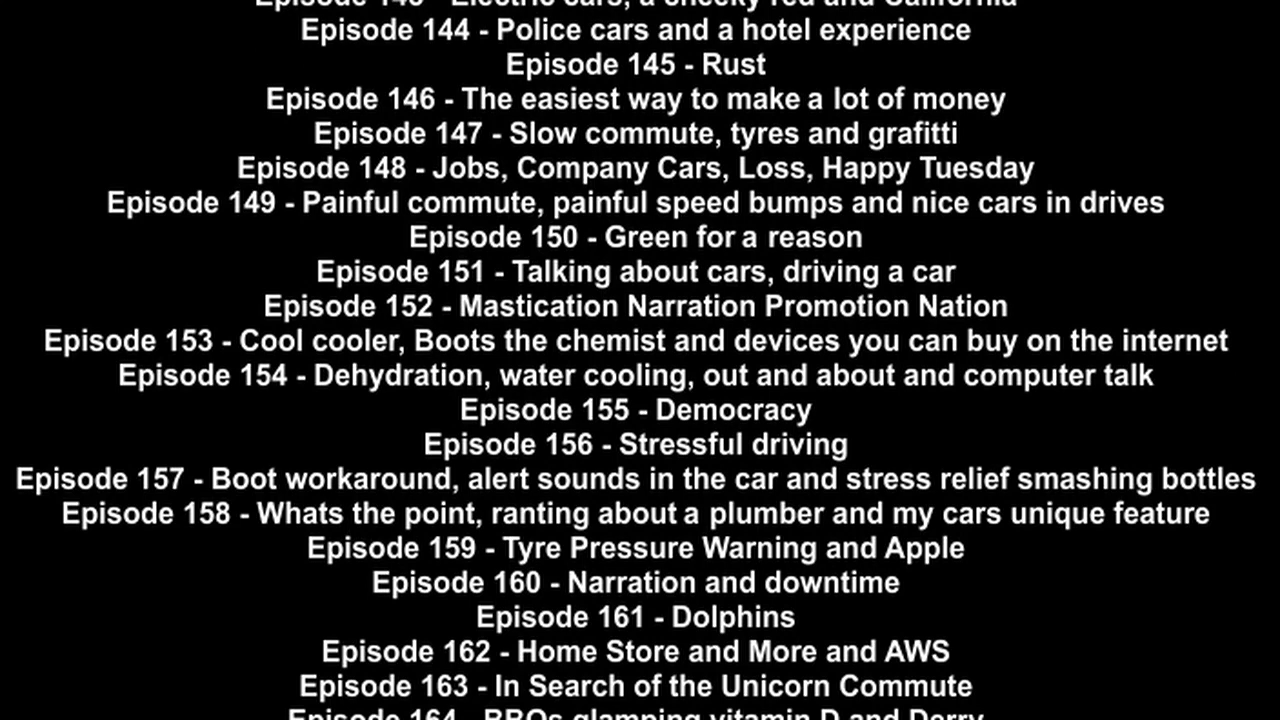 Episode 143 - Electric cars, a cheeky red and California
Episode 144 - Police cars and a hotel experience
Episode 145 - Rust
Episode 146 - The easiest way to make a lot of money
Episode 147 - Slow commute, tyres and grafitti
Episode 148 - Jobs, Company Cars, Loss, Happy Tuesday
Episode 149 - Painful commute, painful speed bumps and nice cars in drives
Episode 150 - Green for a reason
Episode 151 - Talking about cars, driving a car
Episode 152 - Mastication Narration Promotion Nation
Episode 153 - Cool cooler, Boots the chemist and devices you can buy on the internet
Episode 154 - Dehydration, water cooling, out and about and computer talk
Episode 155 - Democracy
Episode 156 - Stressful driving
Episode 157 - Boot workaround, alert sounds in the car and stress relief smashing bottles
Episode 158 - Whats the point, ranting about a plumber and my cars unique feature
Episode 159 - Tyre Pressure Warning and Apple
Episode 160 - Narration and downtime
Episode 161 - Dolphins
Episode 162 - Home Store and More and AWS
Episode 163 - In Search of the Unicorn Commute
Episode 164 - BBQs glamping vitamin D and Derry